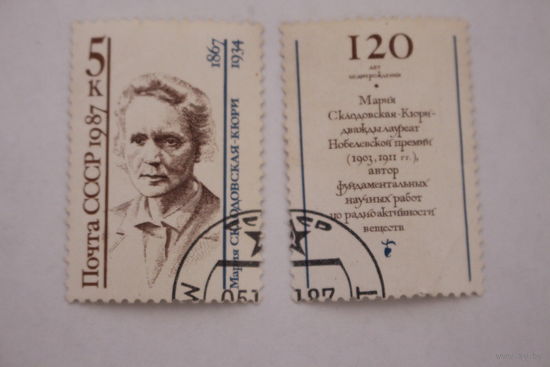 5
К
Почта СССР 1987
1867
1934
Мария СКЛОДОВСКАЯ-КЮРИ
120
лет
со дня рождения
Мария
Склодовская-Кюри-
дважды лауреат
Нобелевской премии
(1903, 1911 гг.),
автор
фундаментальных
научных работ
по радиоактивности
веществ